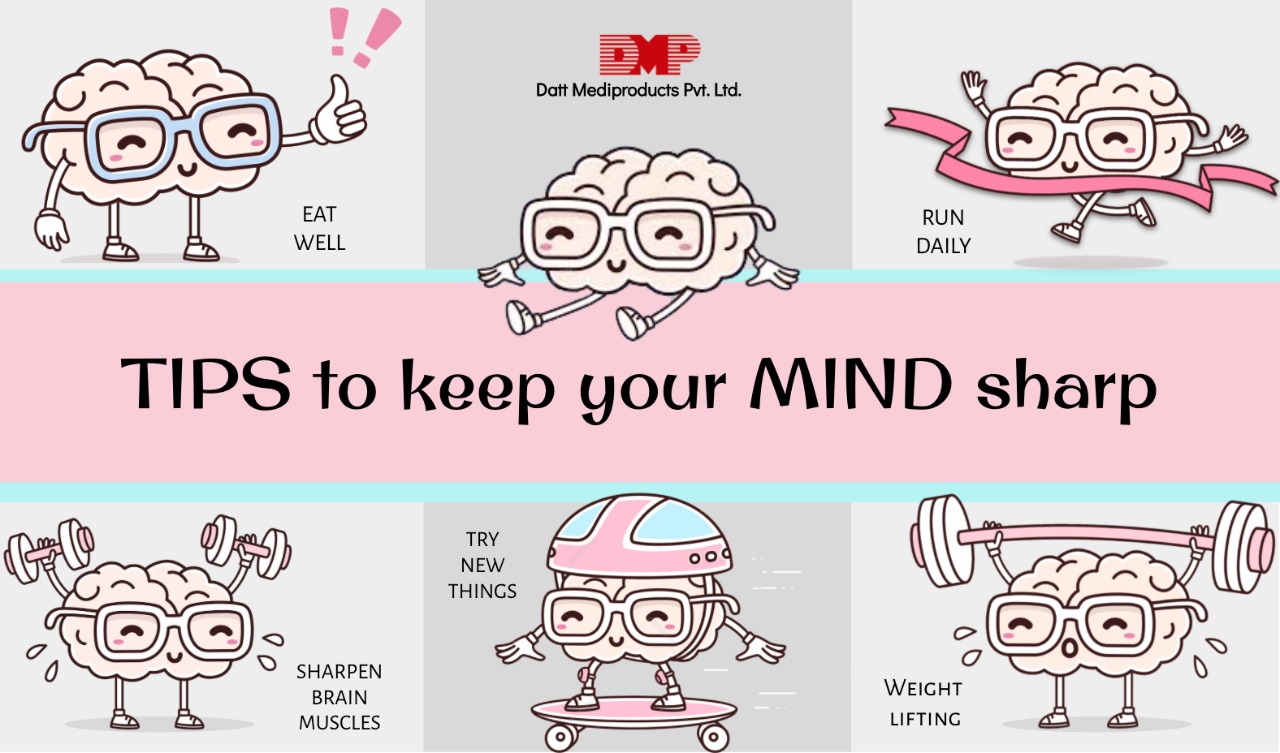 DMP
Datt Mediproducts Pvt. Ltd.
EAT
WELL
RUN
DAILY
TIPS to keep your MIND sharp
SHARPEN
BRAIN
MUSCLES
TRY
NEW
THINGS
WEIGHT
LIFTING